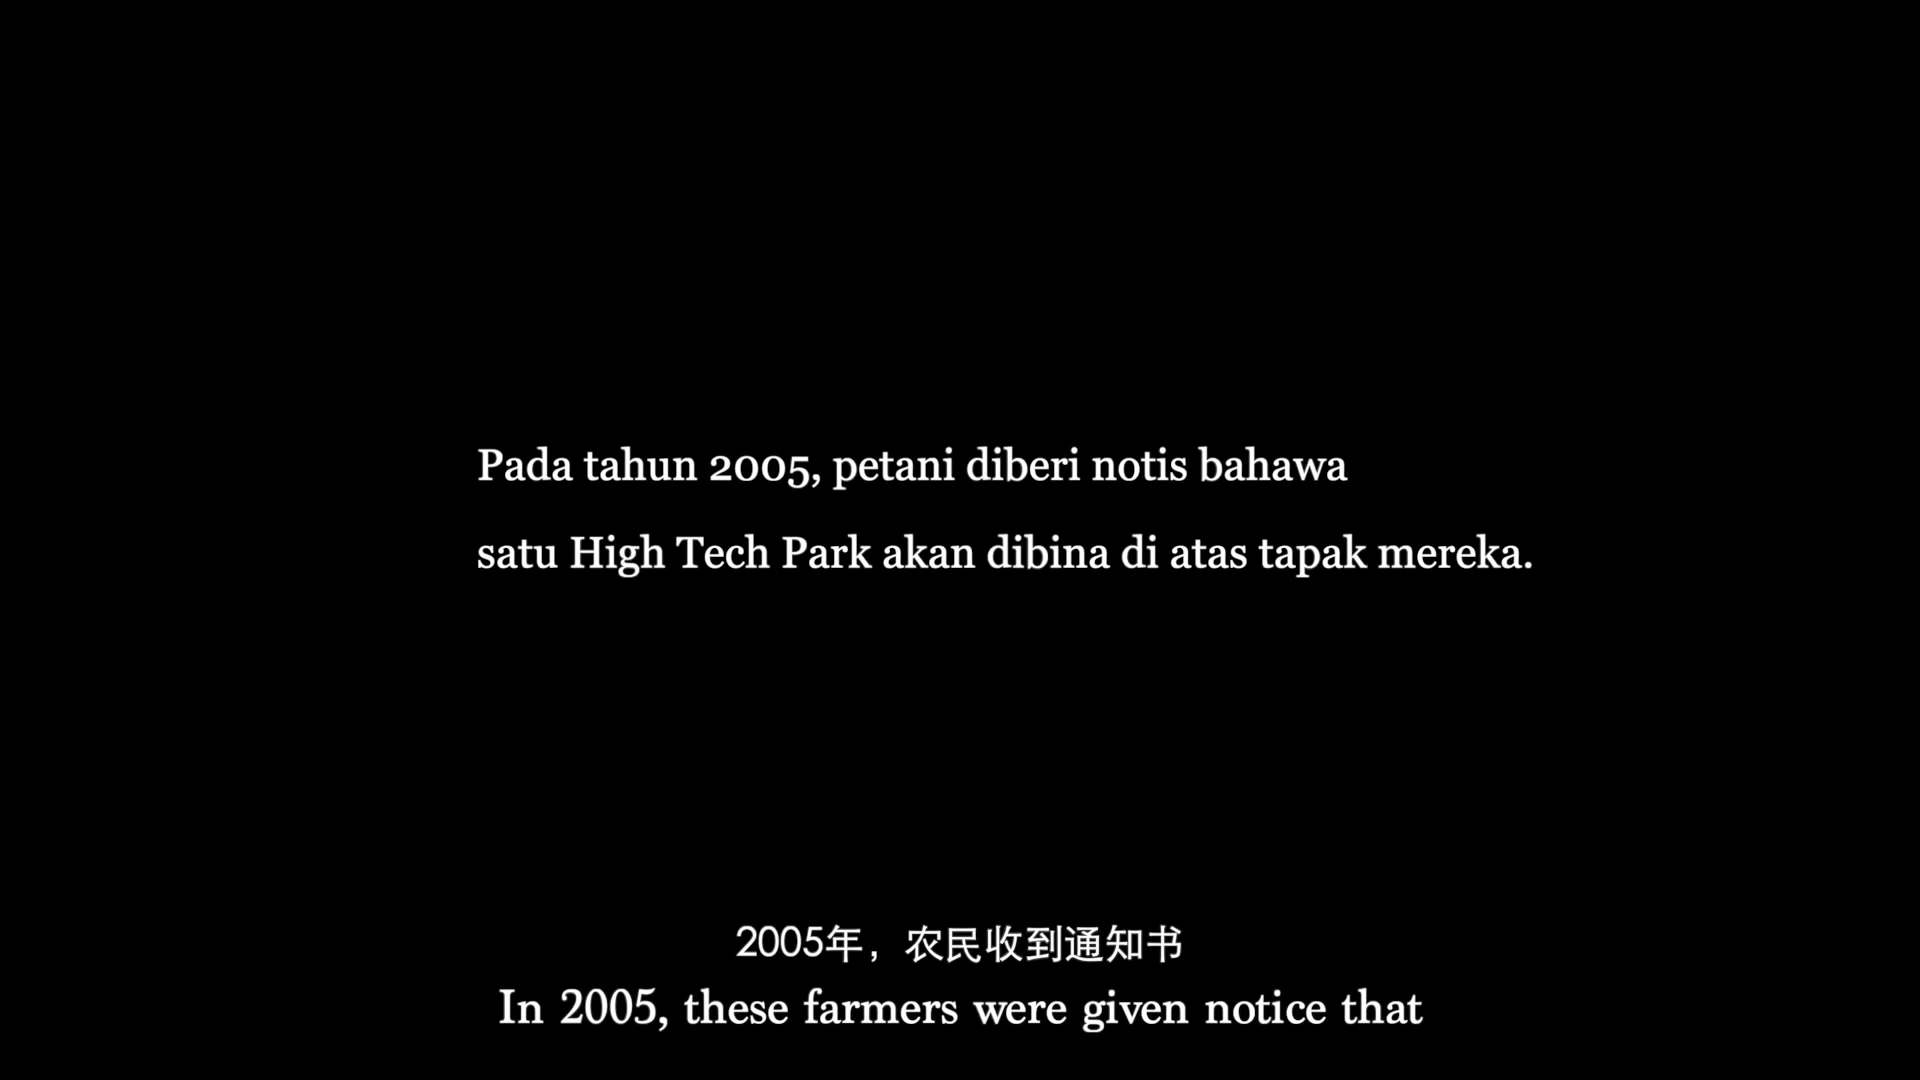 Pada tahun 2005, petani diberi notis bahawa
satu High Tech Park akan dibina di atas tapak mereka.
2005年，农民收到通知书
In 2005, these farmers were given notice that